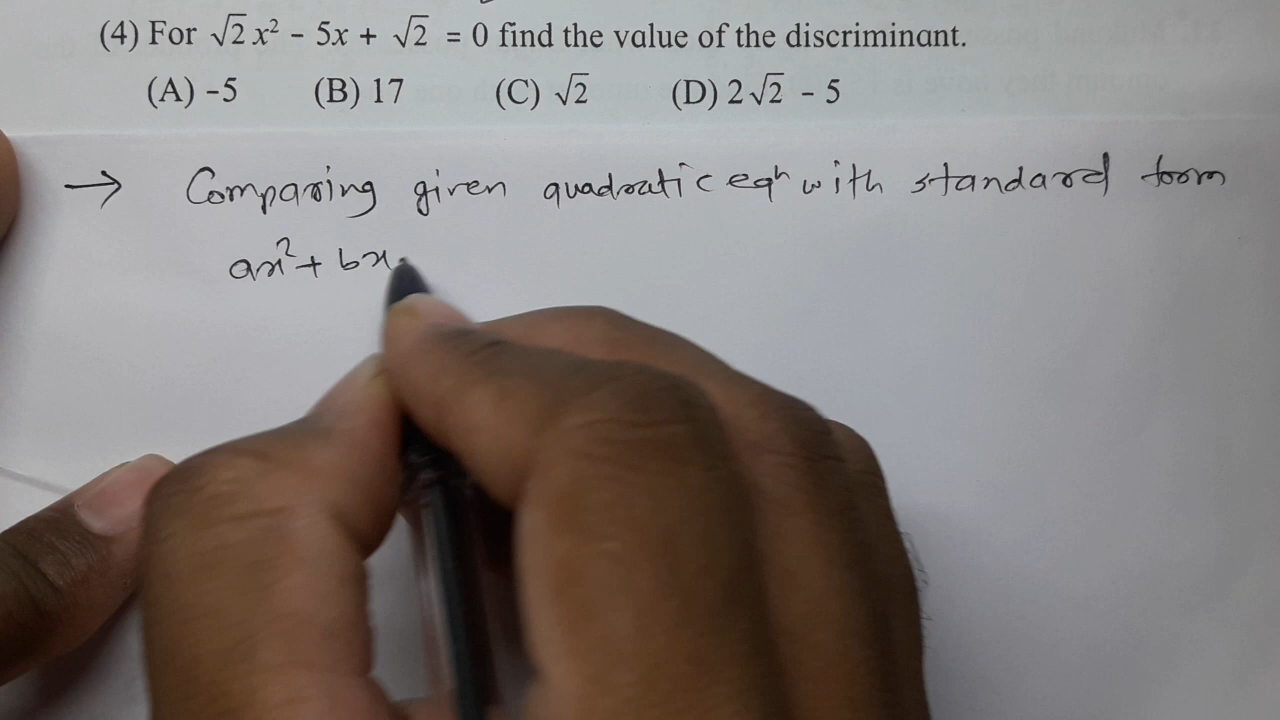 (4) For √2 x² - 5x + √2 = 0 find the value of the discriminant.
(A) -5 (B) 17 (C) √2 (D) 2√2 - 5
→ Comparing given quadratic eqⁿ with standard form
ax² + bx